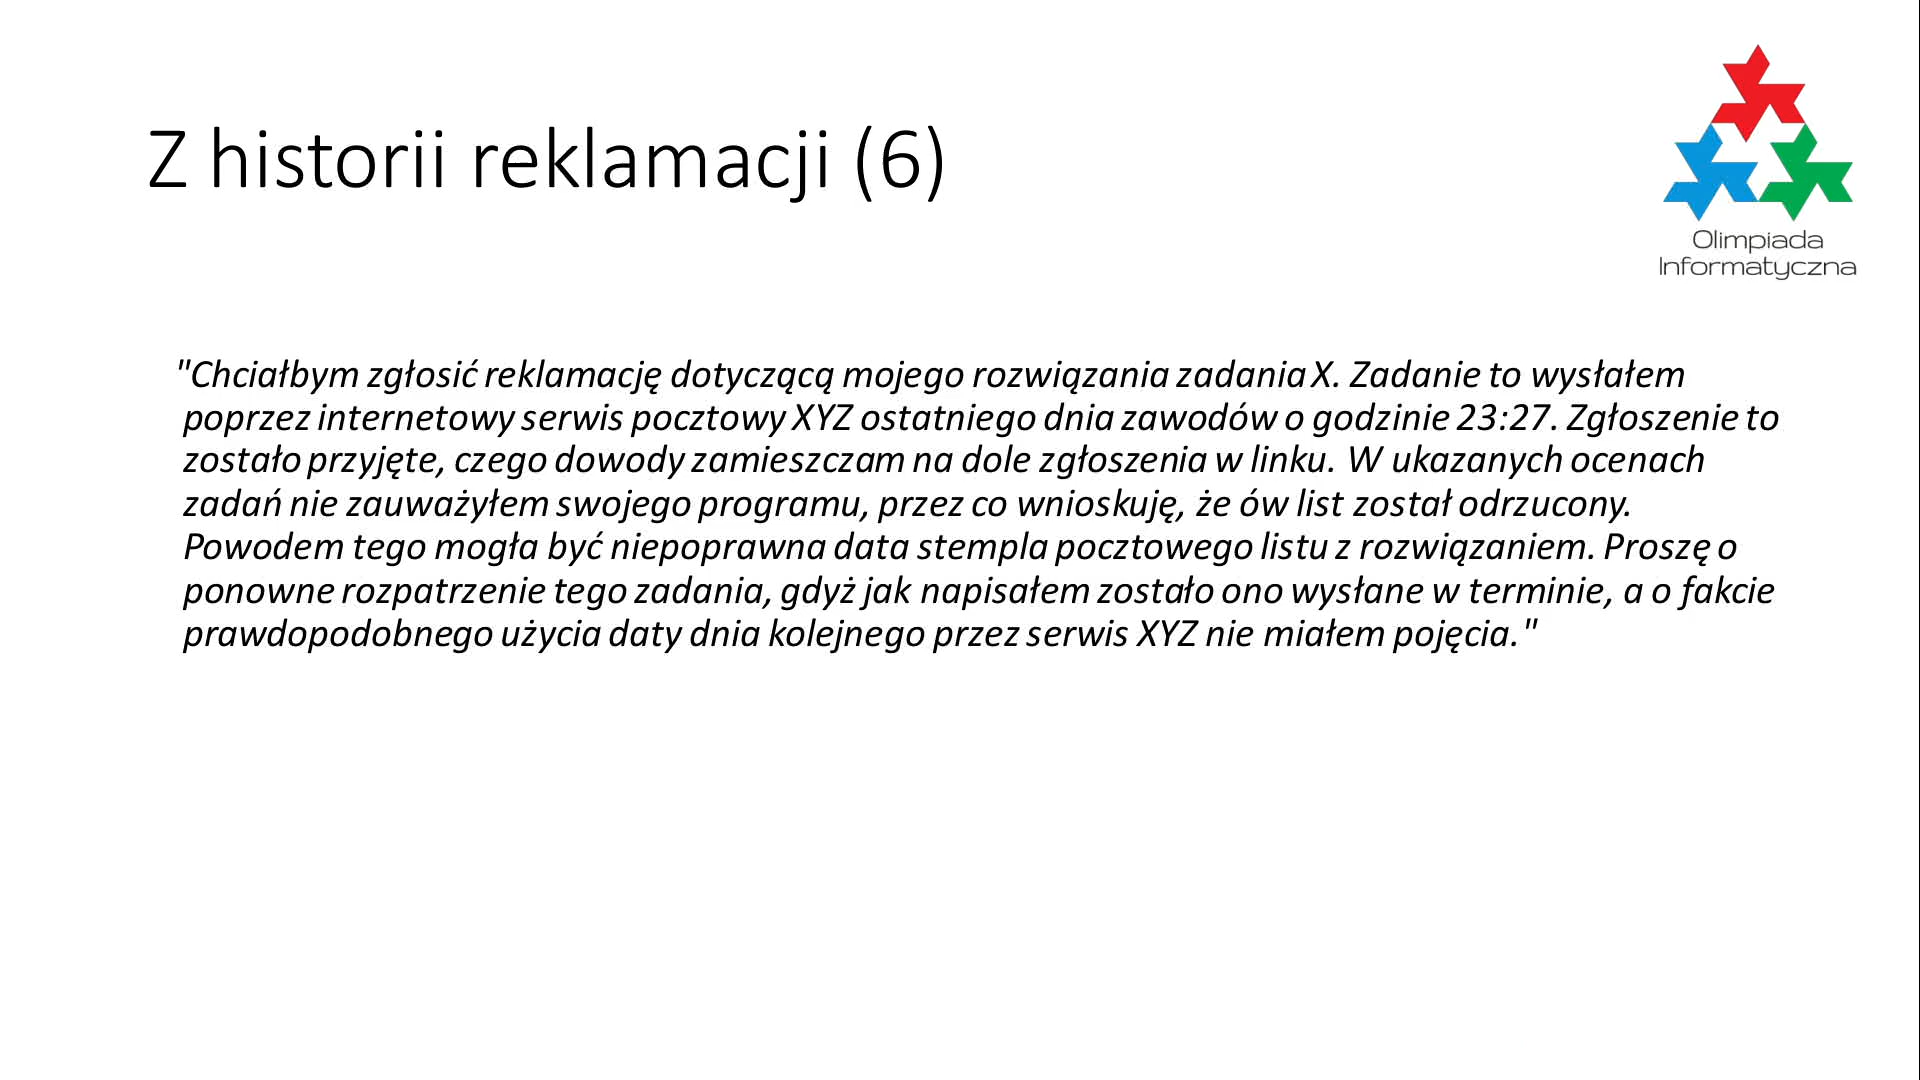 Z historii reklamacji (6)
Olimpiada
Informatyczna
"Chciałbym zgłosić reklamację dotyczącą mojego rozwiązania zadania X. Zadanie to wysłałem
poprzez internetowy serwis pocztowy XYZ ostatniego dnia zawodów o godzinie 23:27. Zgłoszenie to
zostało przyjęte, czego dowody zamieszczam na dole zgłoszenia w linku. W ukazanych ocenach
zadań nie zauważyłem swojego programu, przez co wnioskuję, że ów list został odrzucony.
Powodem tego mogła być niepoprawna data stempla pocztowego listu z rozwiązaniem. Proszę o
ponowne rozpatrzenie tego zadania, gdyż jak napisałem zostało ono wysłane w terminie, a o fakcie
prawdopodobnego użycia daty dnia kolejnego przez serwis XYZ nie miałem pojęcia."